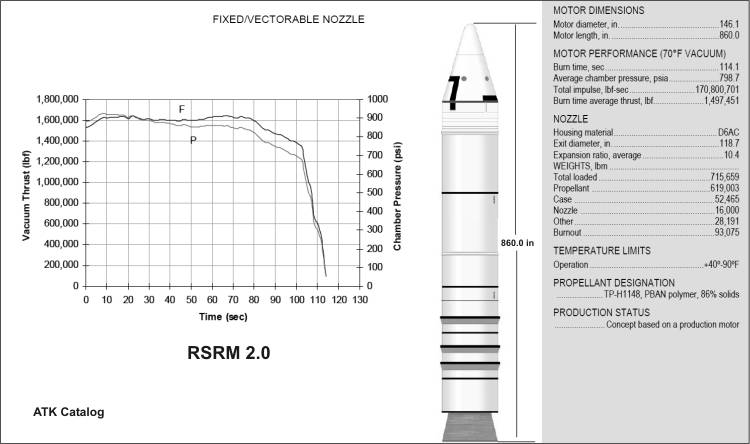 FIXED/VECTORABLE NOZZLE
F
P
Vacuum Thrust (lbf)
1,800,000
1,600,000
1,400,000
1,200,000
1,000,000
800,000
600,000
400,000
200,000
0
1000
900
800
700
600
500
400
300
200
100
0
Chamber Pressure (psi)
0 10 20 30 40 50 60 70 80 90 100 110 120 130
Time (sec)
RSRM 2.0
ATK Catalog
860.0 in
MOTOR DIMENSIONS
Motor diameter, in. 146.1
Motor length, in. 860.0
MOTOR PERFORMANCE (70°F VACUUM)
Burn time, sec 114.1
Average chamber pressure, psia 798.7
Total impulse, lbf-sec 170,800,701
Burn time average thrust, lbf 1,497,451
NOZZLE
Housing material D6AC
Exit diameter, in. 118.7
Expansion ratio, average 10.4
WEIGHTS, lbm
Total loaded 715,659
Propellant 619,003
Case 52,465
Nozzle 16,000
Other 28,191
Burnout 93,075
TEMPERATURE LIMITS
Operation +40º-90ºF
PROPELLANT DESIGNATION
TP-H1148, PBAN polymer, 86% solids
PRODUCTION STATUS
Concept based on a production motor